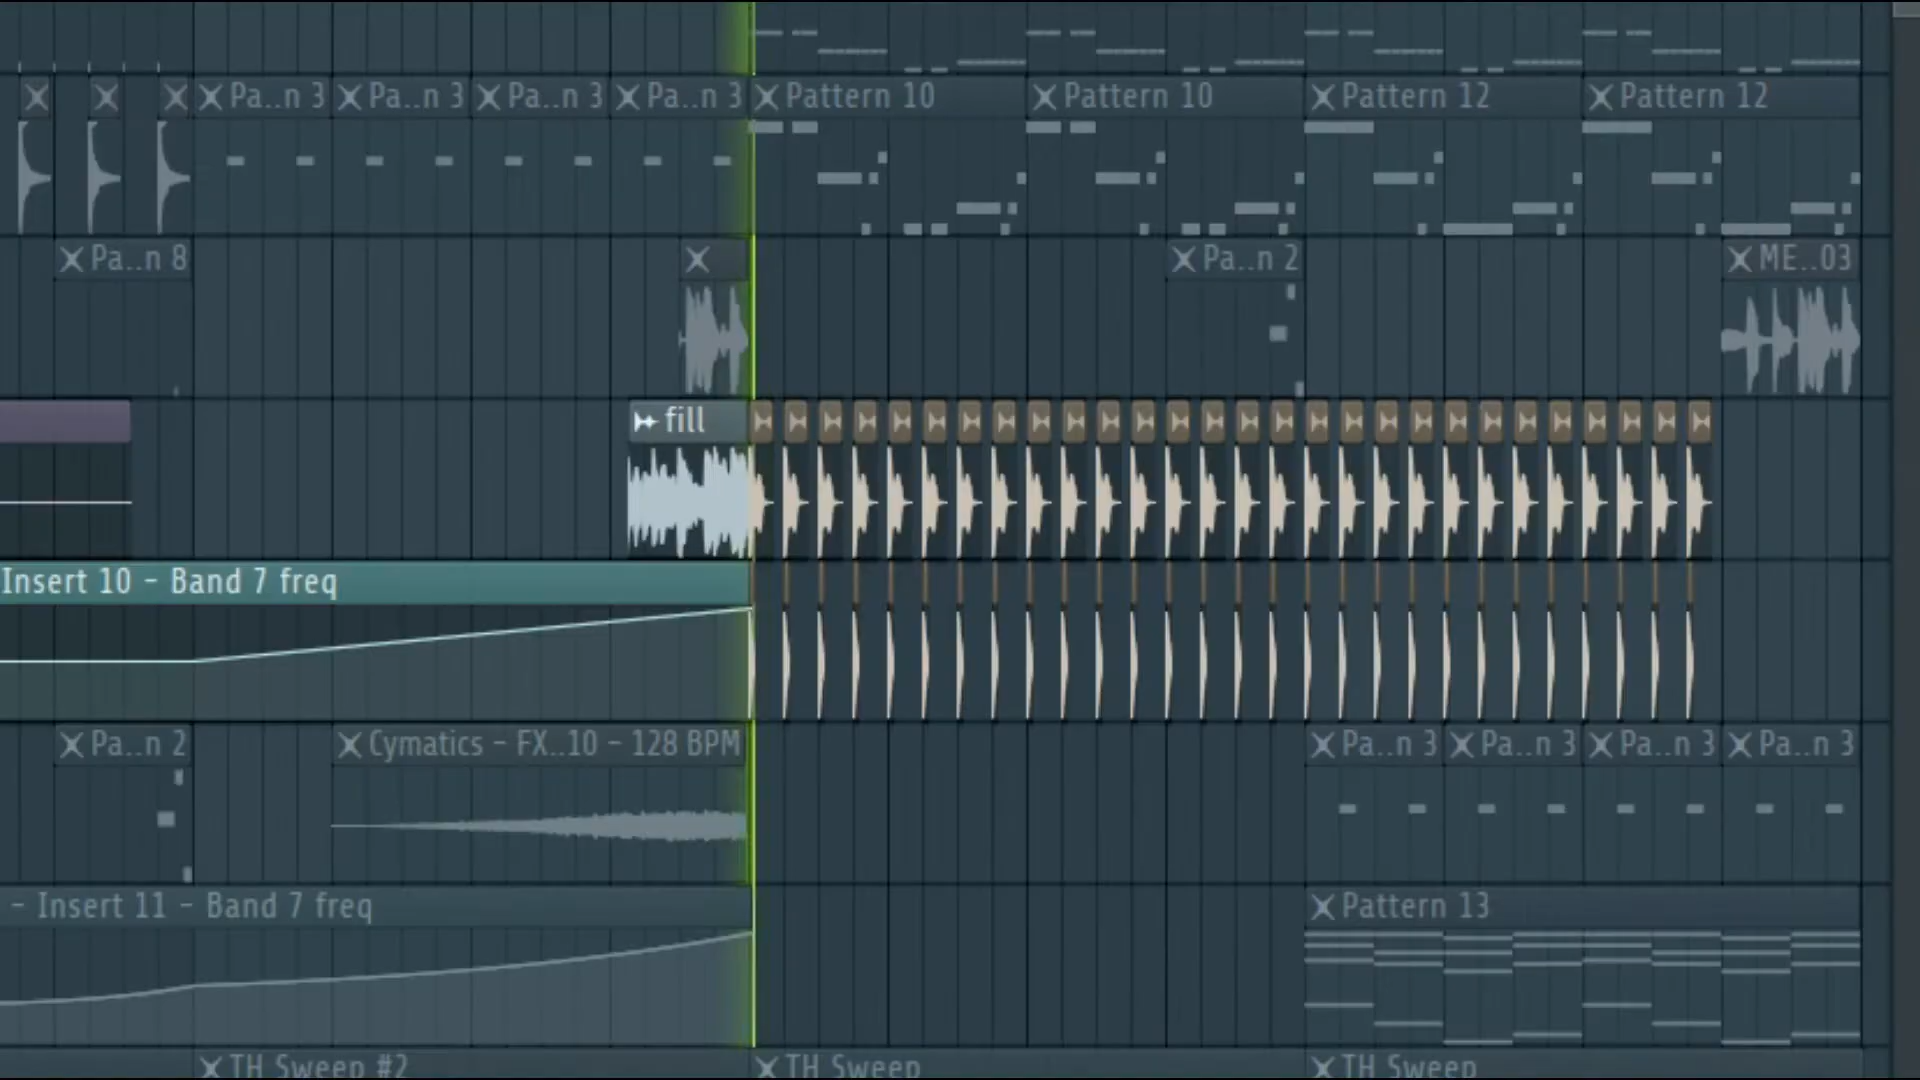 Pa..n 3 Pa..n 3 Pa..n 3 Pa..n 3 Pattern 10 Pattern 10 Pattern 12 Pattern 12
Pa..n 8 Pa..n 2 ME..03
fill
Insert 10 - Band 7 freq
Pa..n 2 Cymatics - FX..10 - 128 BPM Pa..n 3 Pa..n 3 Pa..n 3 Pa..n 3
- Insert 11 - Band 7 freq Pattern 13
TH Sweep #2 TH Sweep TH Sweep